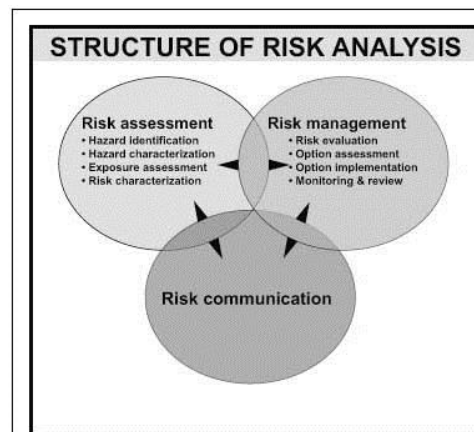 STRUCTURE OF RISK ANALYSIS
Risk assessment
• Hazard identification
• Hazard characterization
• Exposure assessment
• Risk characterization
Risk management
• Risk evaluation
• Option assessment
• Option implementation
• Monitoring & review
Risk communication